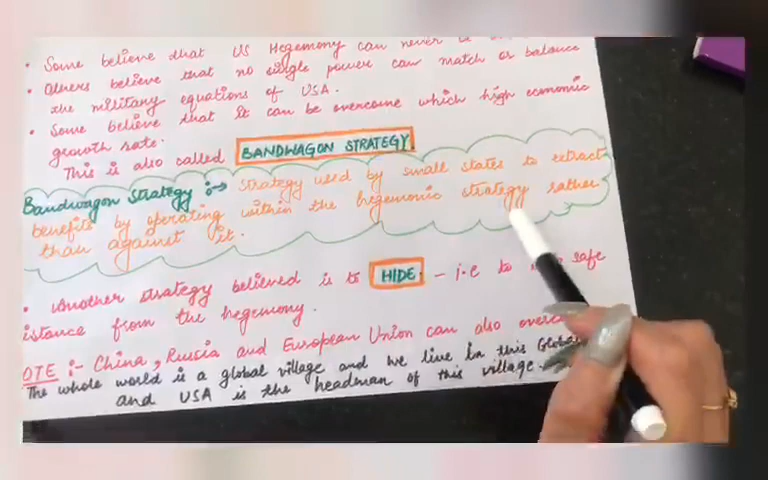 • Some believe that US Hegemony can never be
• Others believe that no single power can match or balance
the military equations of USA.
• Some believe that it can be overcome which high economic
growth rate.
This is also called BANDWAGON STRATEGY.
Bandwagon Strategy :→ Strategy used by small states to extract
benefits by operating within the hegemonic strategy rather
than against it.
• Another strategy believed is to HIDE. – i.e to safe
istance from the hegemony.
OTE :- China, Russia and European Union can also
The whole world is a global village and we live in this Global
and USA is the headman of this village.